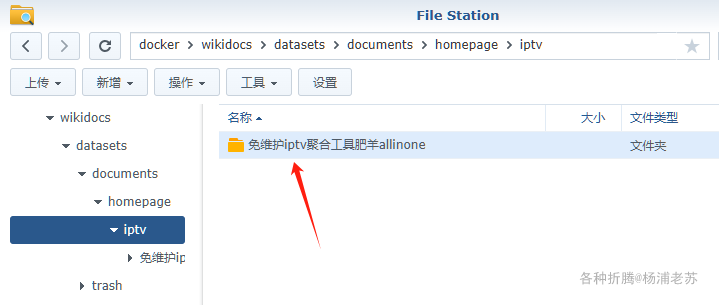 File Station
docker wikidocs datasets documents homepage iptv
上传 新增 操作 工具 设置
wikidocs
datasets
documents
homepage
iptv
免维护ip
trash
名称 大小 文件类型
免维护iptv聚合工具肥羊allinone 文件夹
各种折腾@杨浦老苏